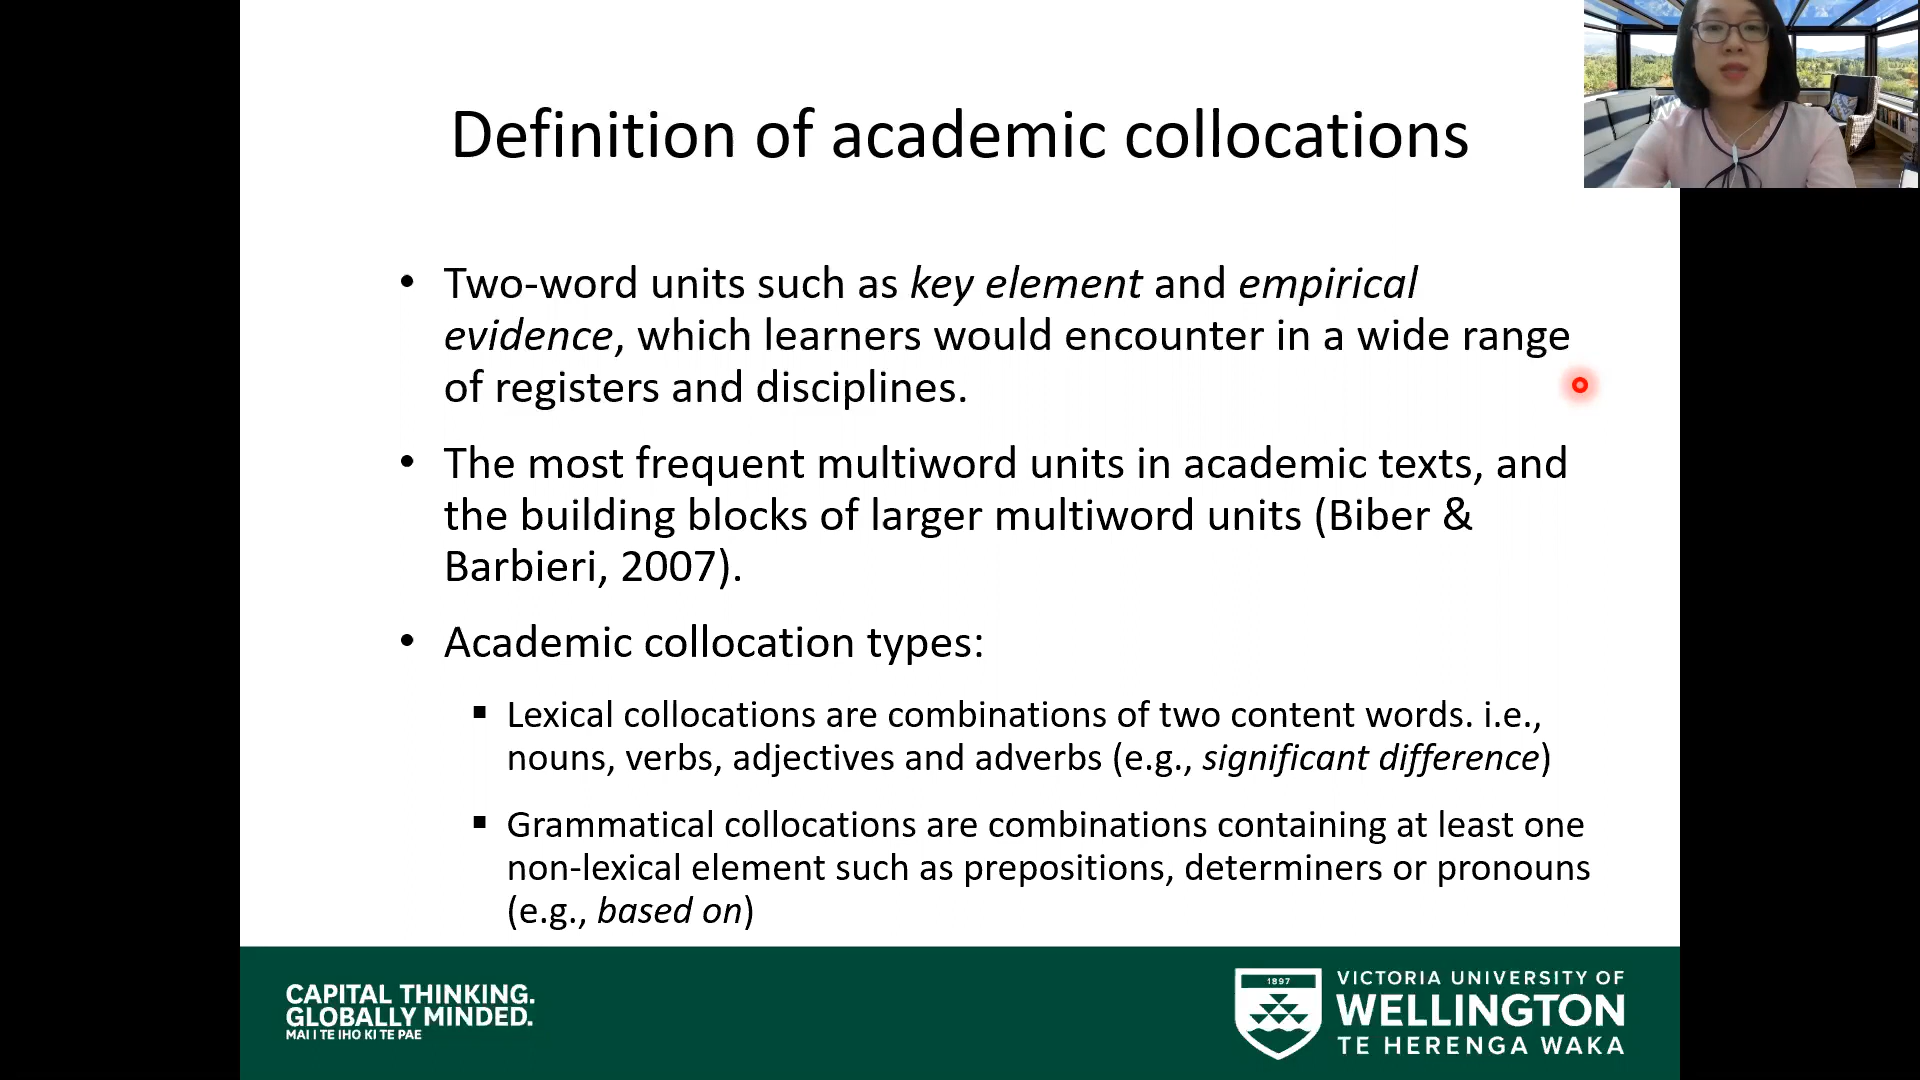 Definition of academic collocations
• Two-word units such as key element and empirical
evidence, which learners would encounter in a wide range
of registers and disciplines.
• The most frequent multiword units in academic texts, and
the building blocks of larger multiword units (Biber &
Barbieri, 2007).
• Academic collocation types:
▪ Lexical collocations are combinations of two content words. i.e.,
nouns, verbs, adjectives and adverbs (e.g., significant difference)
▪ Grammatical collocations are combinations containing at least one
non-lexical element such as prepositions, determiners or pronouns
(e.g., based on)
CAPITAL THINKING.
GLOBALLY MINDED.
MAI I TE IHO KI TE PAE
1897
VICTORIA UNIVERSITY OF
WELLINGTON
TE HERENGA WAKA